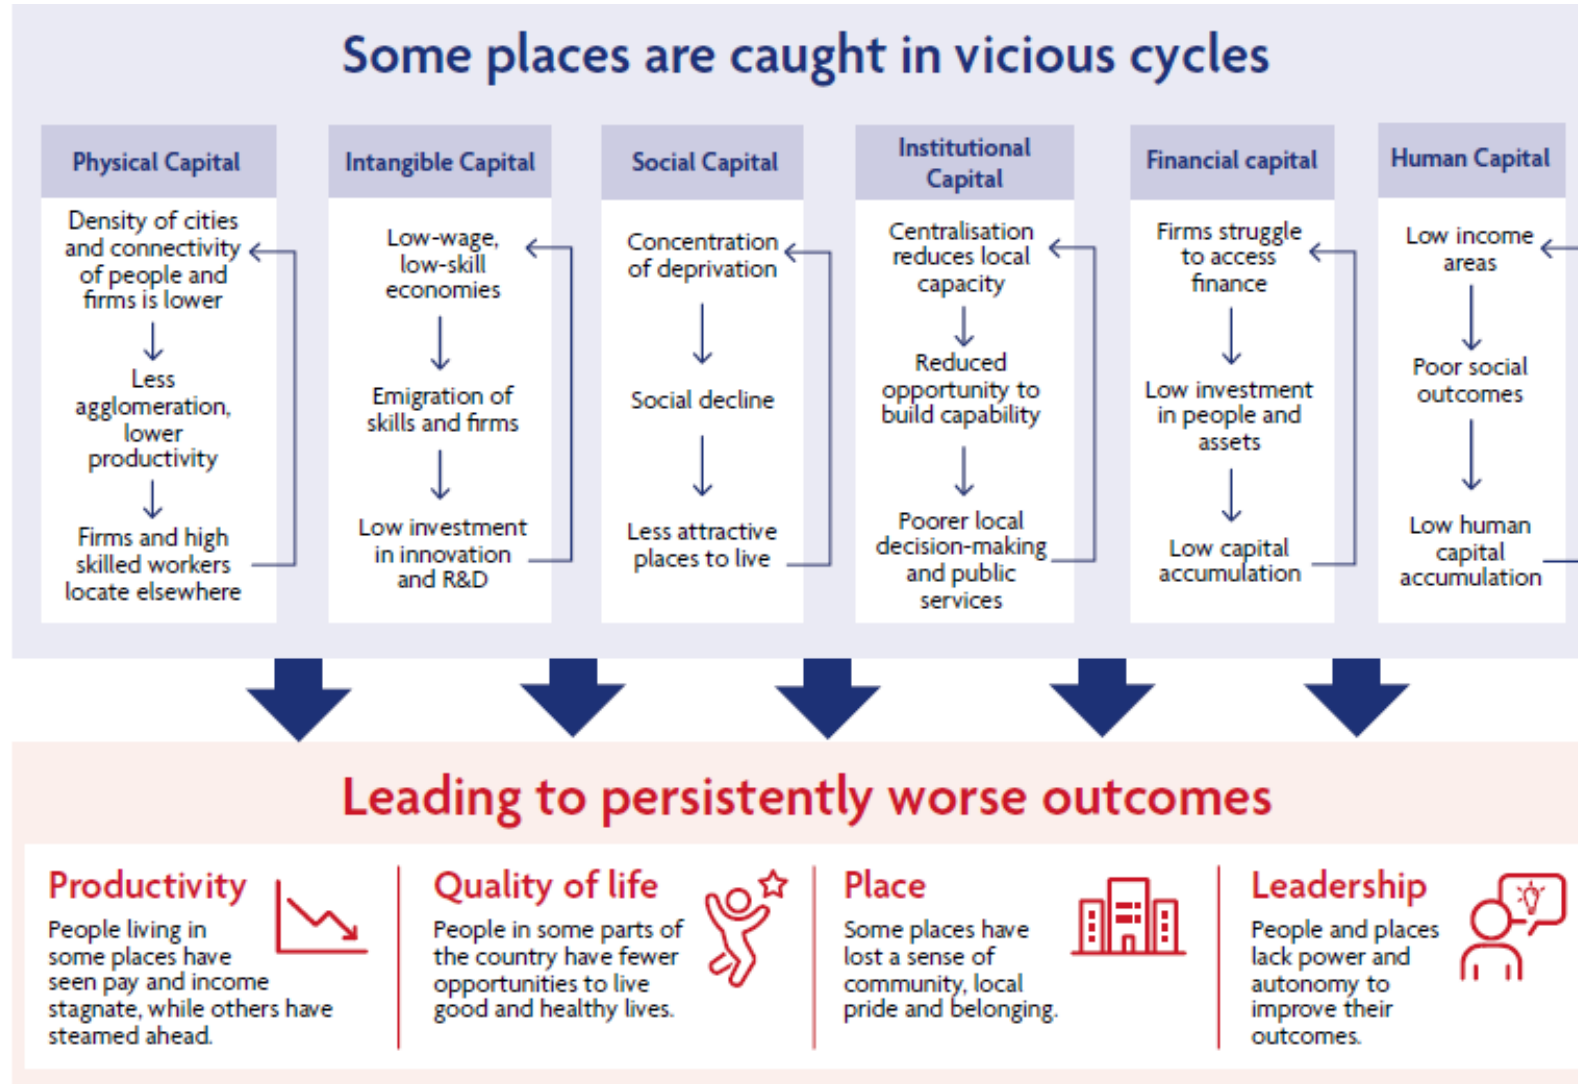 Some places are caught in vicious cycles
Physical Capital
Density of cities
and connectivity
of people and
firms is lower
Less
agglomeration,
lower
productivity
Firms and high
skilled workers
locate elsewhere
Intangible Capital
Low-wage,
low-skill
economies
Emigration of
skills and firms
Low investment
in innovation
and R&D
Social Capital
Concentration
of deprivation
Social decline
Less attractive
places to live
Institutional
Capital
Centralisation
reduces local
capacity
Reduced
opportunity to
build capability
Poorer local
decision-making
and public
services
Financial capital
Firms struggle
to access
finance
Low investment
in people and
assets
Low capital
accumulation
Human Capital
Low income
areas
Poor social
outcomes
Low human
capital
accumulation
Leading to persistently worse outcomes
Productivity
People living in
some places have
seen pay and income
stagnate, while others have
steamed ahead.
Quality of life
People in some parts of
the country have fewer
opportunities to live
good and healthy lives.
Place
Some places have
lost a sense of
community, local
pride and belonging.
Leadership
People and places
lack power and
autonomy to
improve their
outcomes.